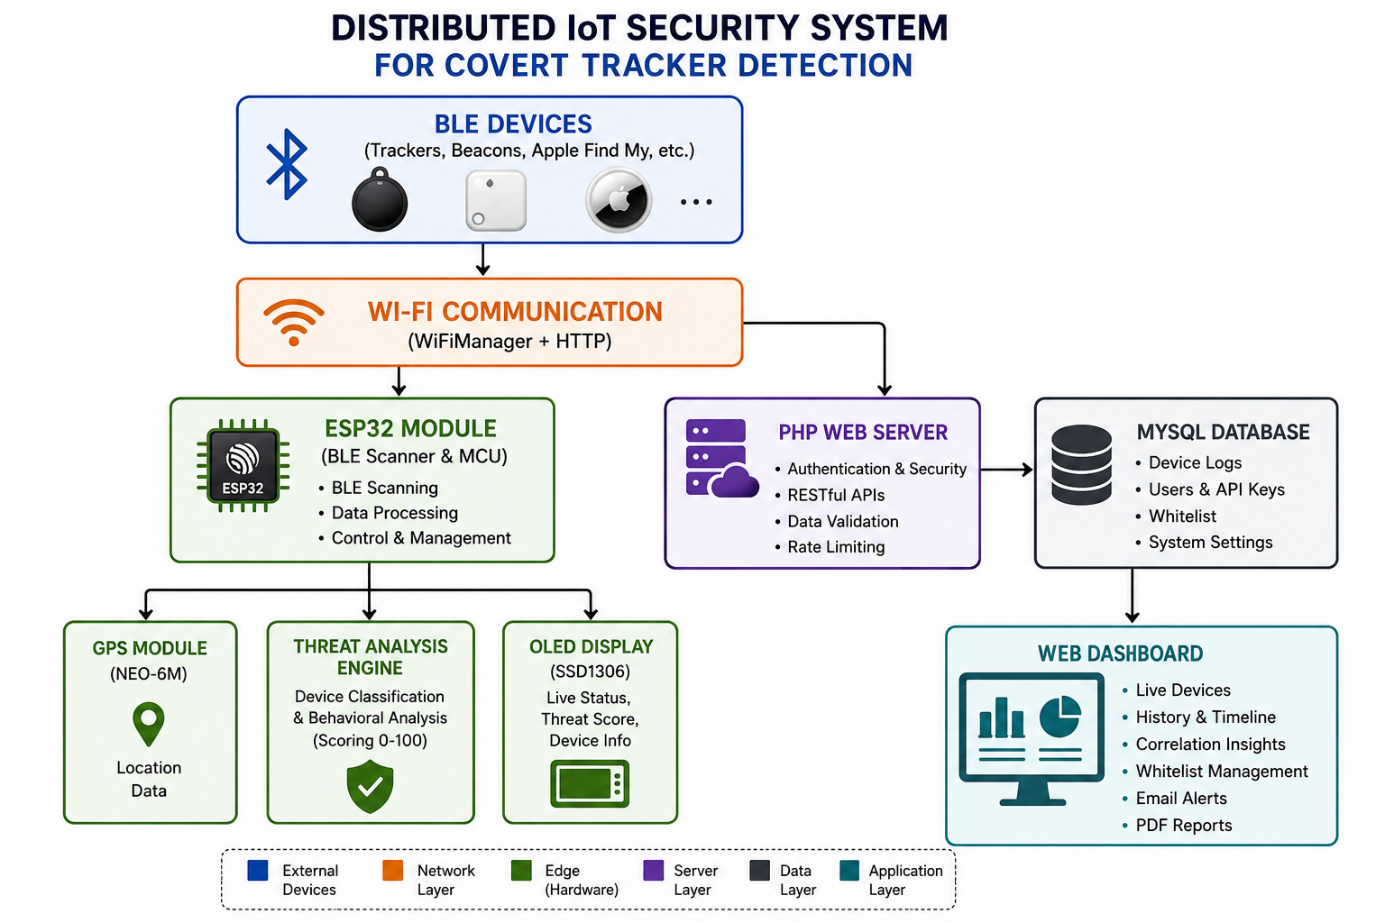 DISTRIBUTED IoT SECURITY SYSTEM
FOR COVERT TRACKER DETECTION
BLE DEVICES
(Trackers, Beacons, Apple Find My, etc.)
WI-FI COMMUNICATION
(WiFiManager + HTTP)
ESP32
ESP32 MODULE
(BLE Scanner & MCU)
• BLE Scanning
• Data Processing
• Control & Management
PHP WEB SERVER
• Authentication & Security
• RESTful APIs
• Data Validation
• Rate Limiting
MYSQL DATABASE
• Device Logs
• Users & API Keys
• Whitelist
• System Settings
GPS MODULE
(NEO-6M)
Location
Data
THREAT ANALYSIS
ENGINE
Device Classification
& Behavioral Analysis
(Scoring 0-100)
OLED DISPLAY
(SSD1306)
Live Status,
Threat Score,
Device Info
WEB DASHBOARD
• Live Devices
• History & Timeline
• Correlation Insights
• Whitelist Management
• Email Alerts
• PDF Reports
External
Devices
Network
Layer
Edge
(Hardware)
Server
Layer
Data
Layer
Application
Layer